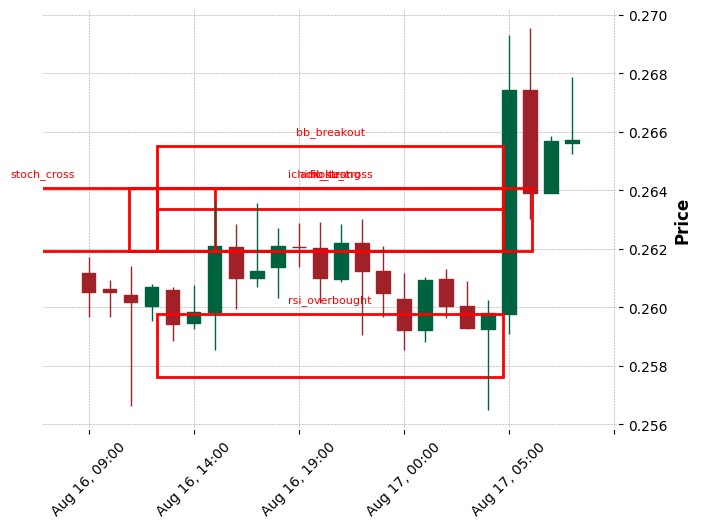 0.270
0.268
0.266
0.264
0.262
0.260
0.258
0.256
Price
bb_breakout
stoch_cross
rsi_overbought
Aug 16, 09:00
Aug 16, 14:00
Aug 16, 19:00
Aug 17, 00:00
Aug 17, 05:00